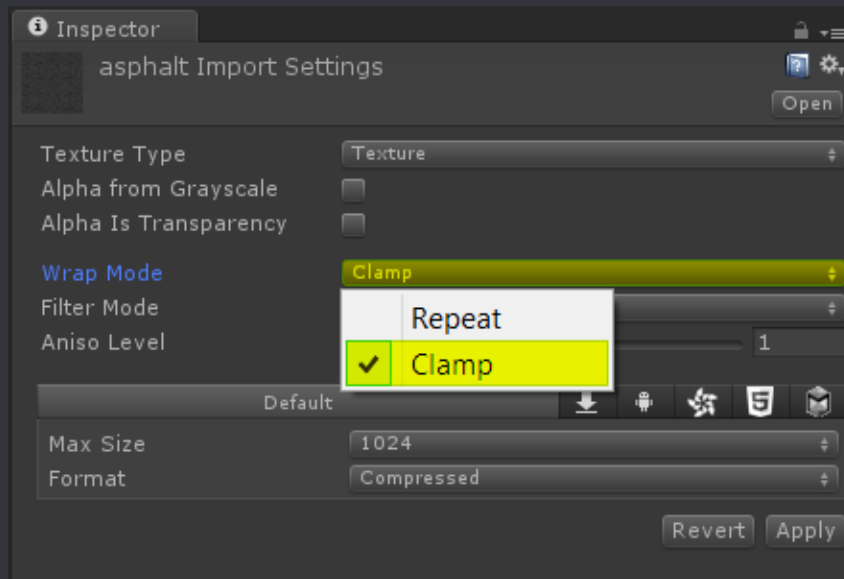 Inspector
asphalt Import Settings
Open
Texture Type Texture
Alpha from Grayscale
Alpha Is Transparency
Wrap Mode Clamp
Filter Mode
Repeat
Aniso Level 1
Clamp
Default
Max Size 1024
Format Compressed
Revert Apply